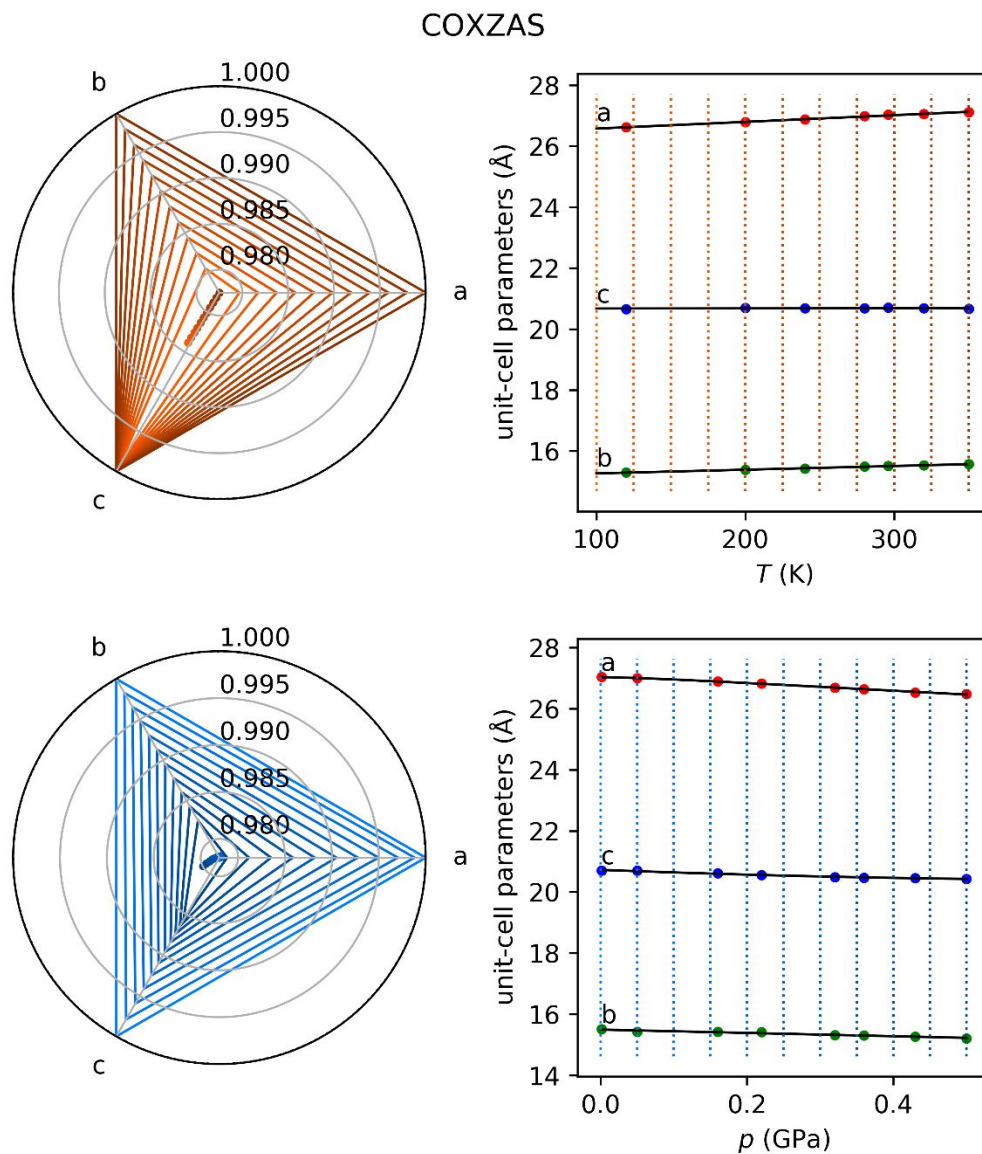 COXZAS
b
1.000
0.995
0.990
0.985
0.980
a
c
unit-cell parameters (Å)
28
26
24
22
20
18
16
a
c
b
100
200
300
T (K)
b
1.000
0.995
0.990
0.985
0.980
a
c
unit-cell parameters (Å)
28
26
24
22
20
18
16
14
a
c
b
0.0
0.2
0.4
p (GPa)